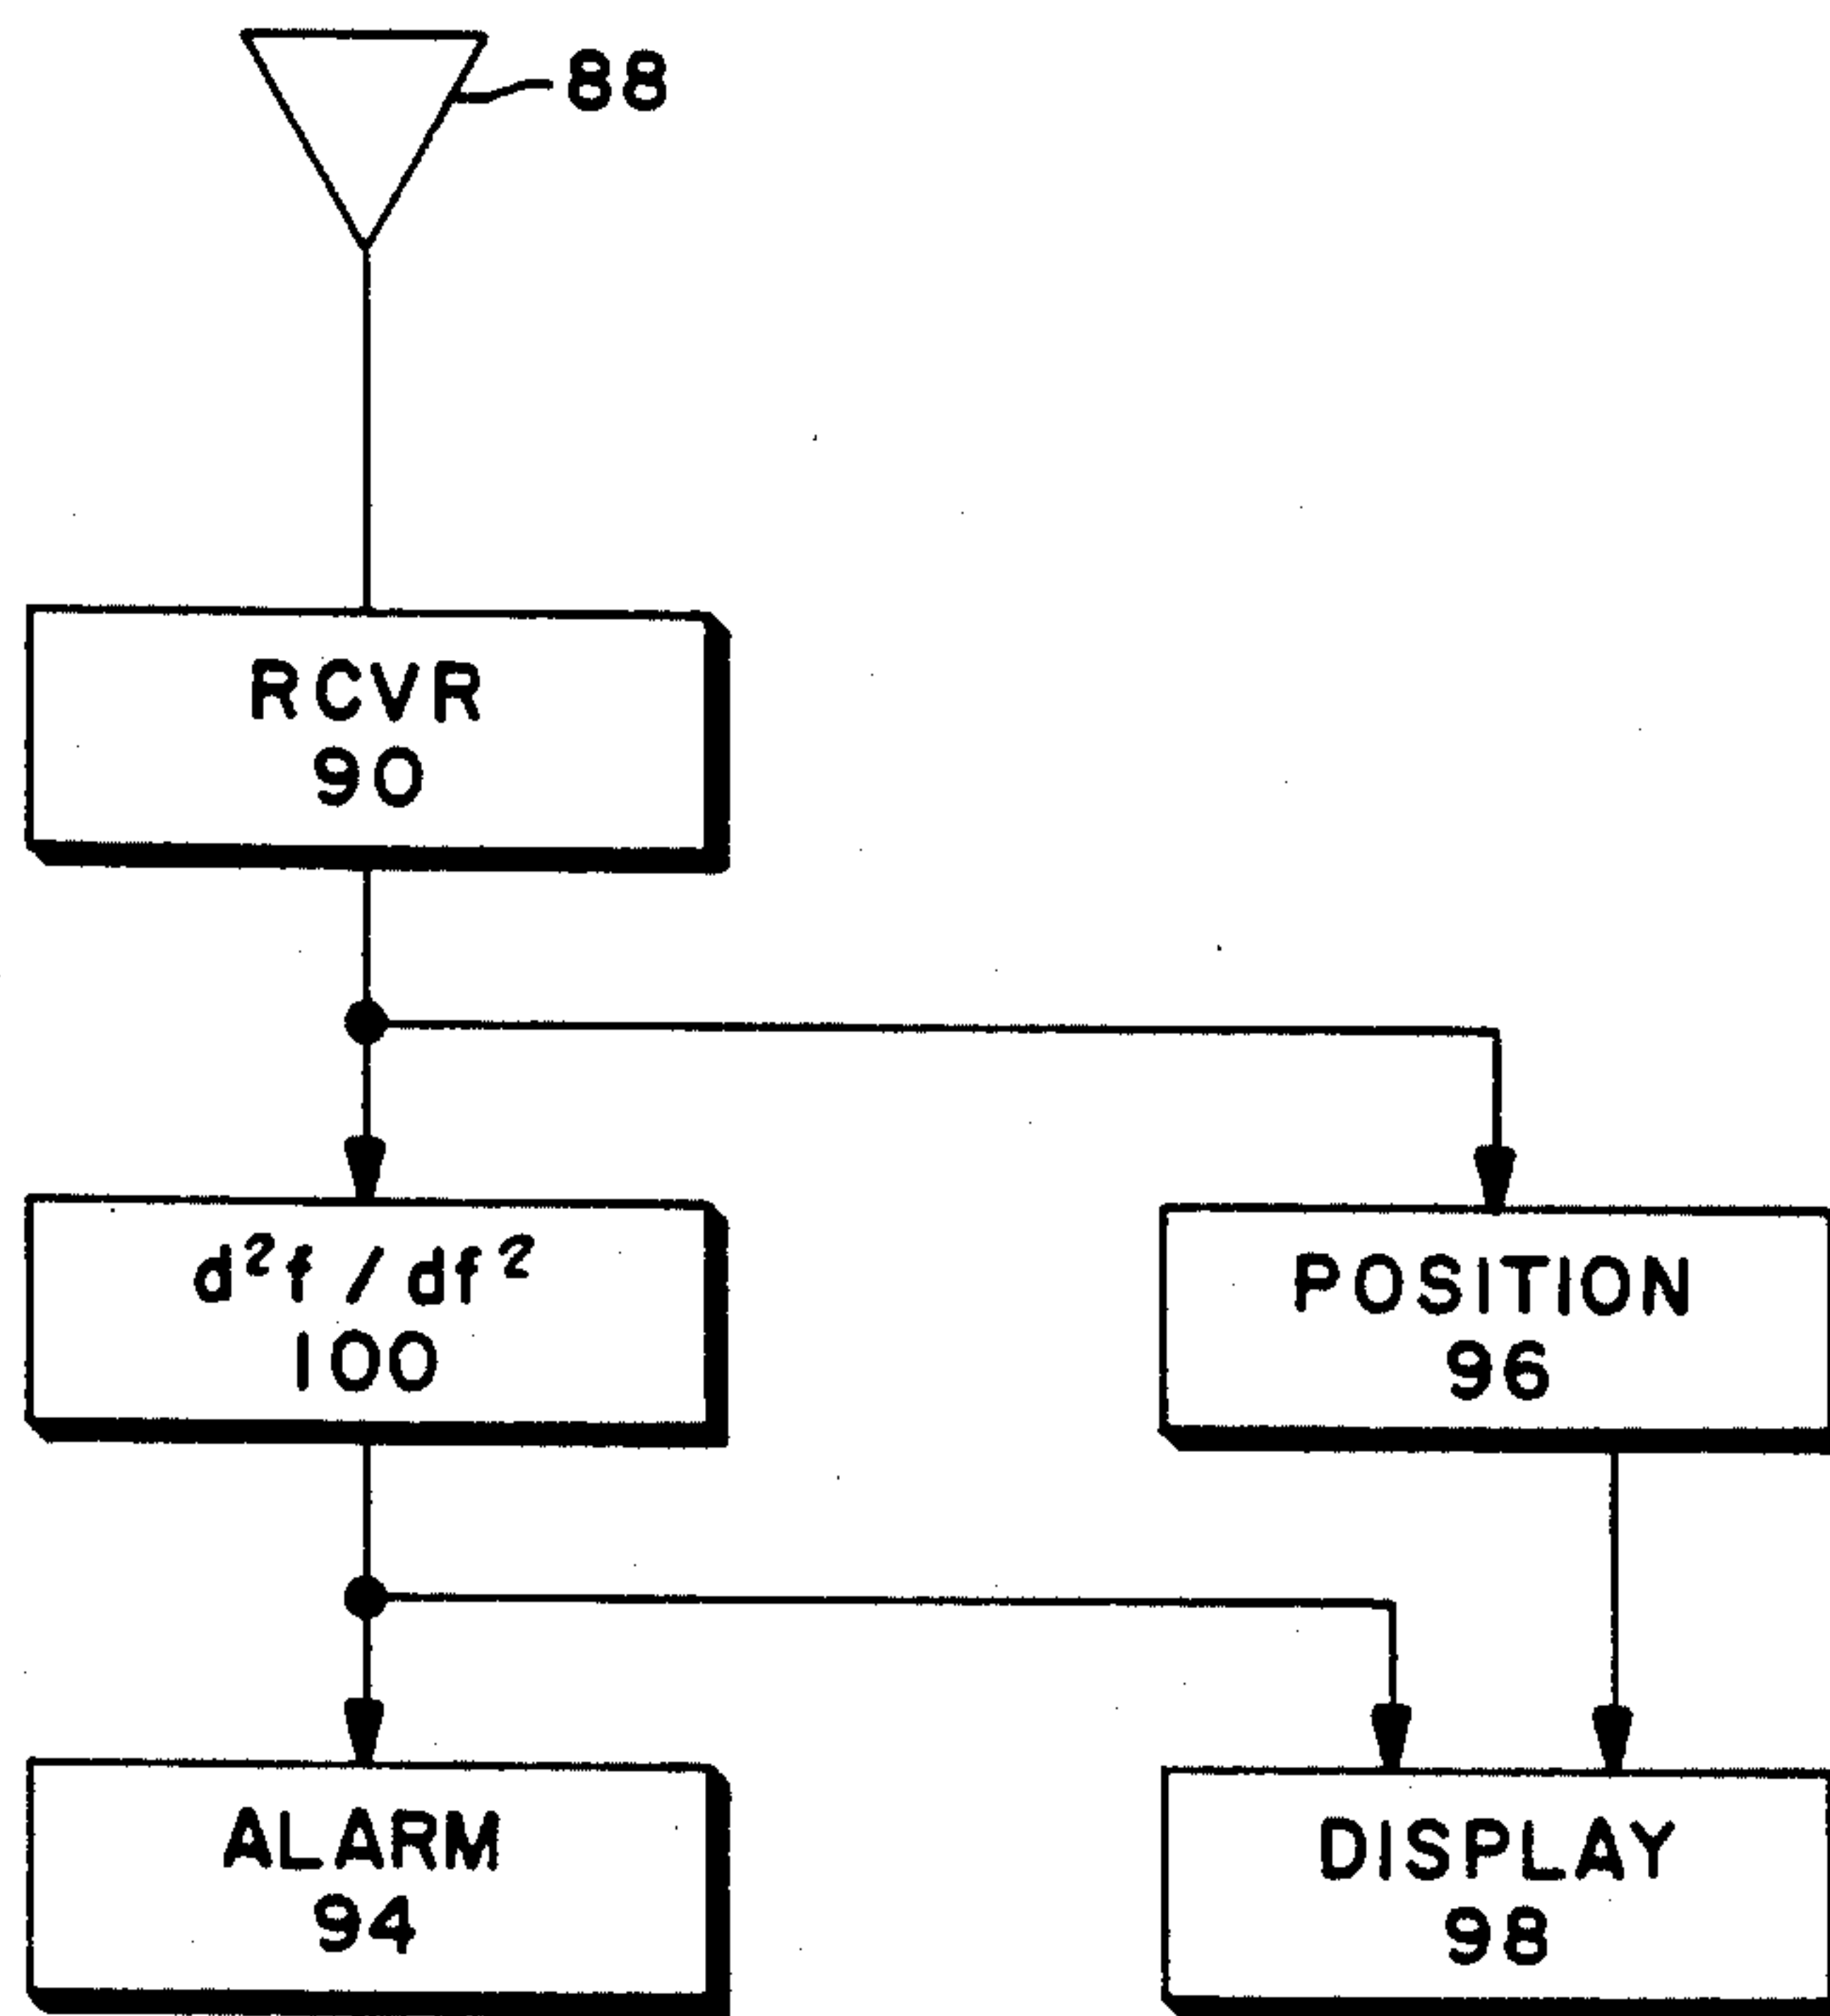 88
RCVR
90
d²f / df²
100
POSITION
96
ALARM
94
DISPLAY
98